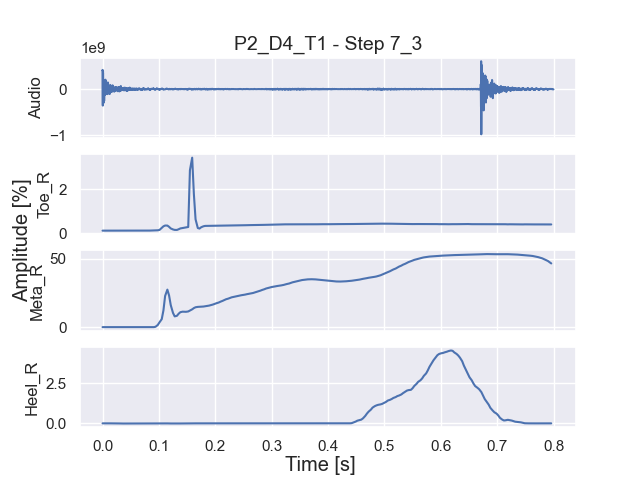 P2_D4_T1 - Step 7_3
1e9
Audio
0
−1
Amplitude [%]
Toe_R
2
0
Meta_R
50
0
Heel_R
2.5
0.0
0.0 0.1 0.2 0.3 0.4 0.5 0.6 0.7 0.8
Time [s]